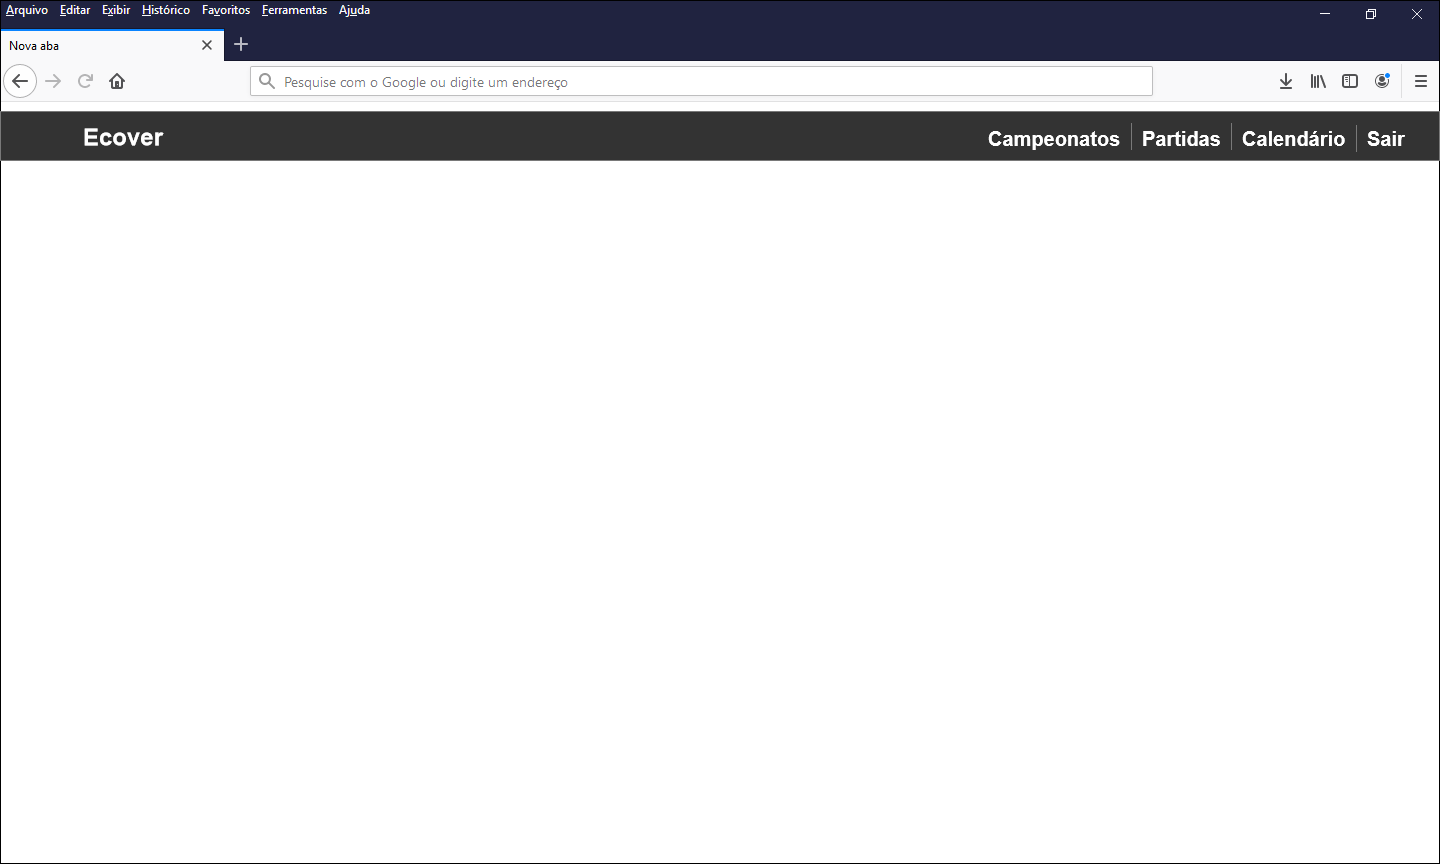 Arquivo Editar Exibir Histórico Favoritos Ferramentas Ajuda
Nova aba
Pesquise com o Google ou digite um endereço
Ecover Campeonatos Partidas Calendário Sair